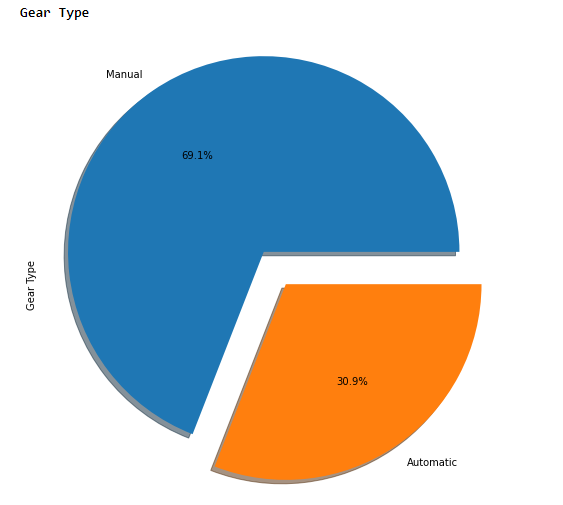 Gear Type
Manual
69.1%
Gear Type
30.9%
Automatic